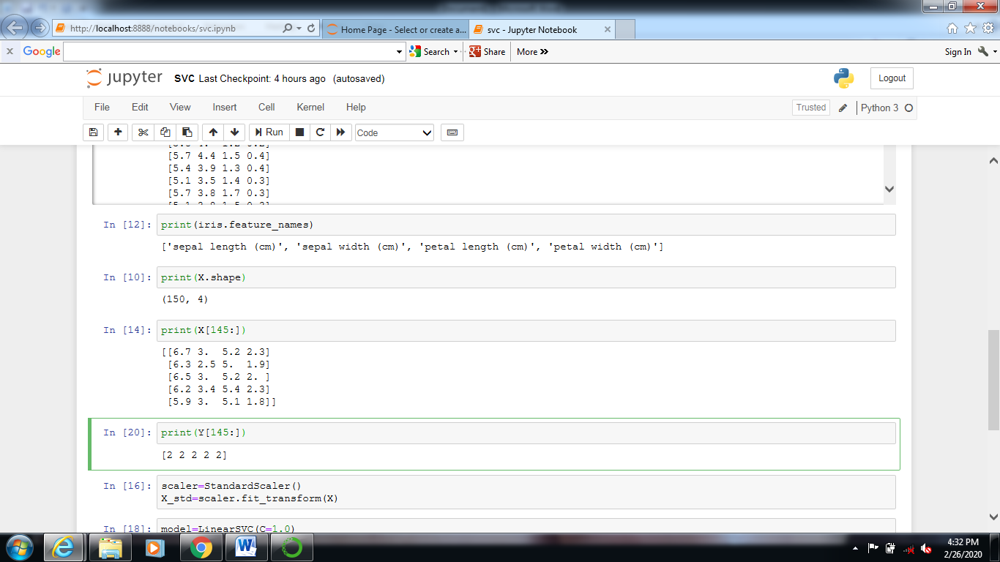 http://localhost:8888/notebooks/svc.ipynb
Home Page - Select or create a...
svc - Jupyter Notebook
x Google Search Share More » Sign In
jupyter SVC Last Checkpoint: 4 hours ago (autosaved) Logout
File Edit View Insert Cell Kernel Help Trusted Python 3
Run Code
[5.7 4.4 1.5 0.4]
[5.4 3.9 1.3 0.4]
[5.1 3.5 1.4 0.3]
[5.7 3.8 1.7 0.3]
In [12]: print(iris.feature_names)
['sepal length (cm)', 'sepal width (cm)', 'petal length (cm)', 'petal width (cm)']
In [10]: print(X.shape)
(150, 4)
In [14]: print(X[145:])
[[6.7 3.  5.2 2.3]
 [6.3 2.5 5.  1.9]
 [6.5 3.  5.2 2. ]
 [6.2 3.4 5.4 2.3]
 [5.9 3.  5.1 1.8]]
In [20]: print(Y[145:])
[2 2 2 2 2]
In [16]: scaler=StandardScaler()
X_std=scaler.fit_transform(X)
In [18]: model=LinearSVC(C=1.0)
4:32 PM
2/26/2020